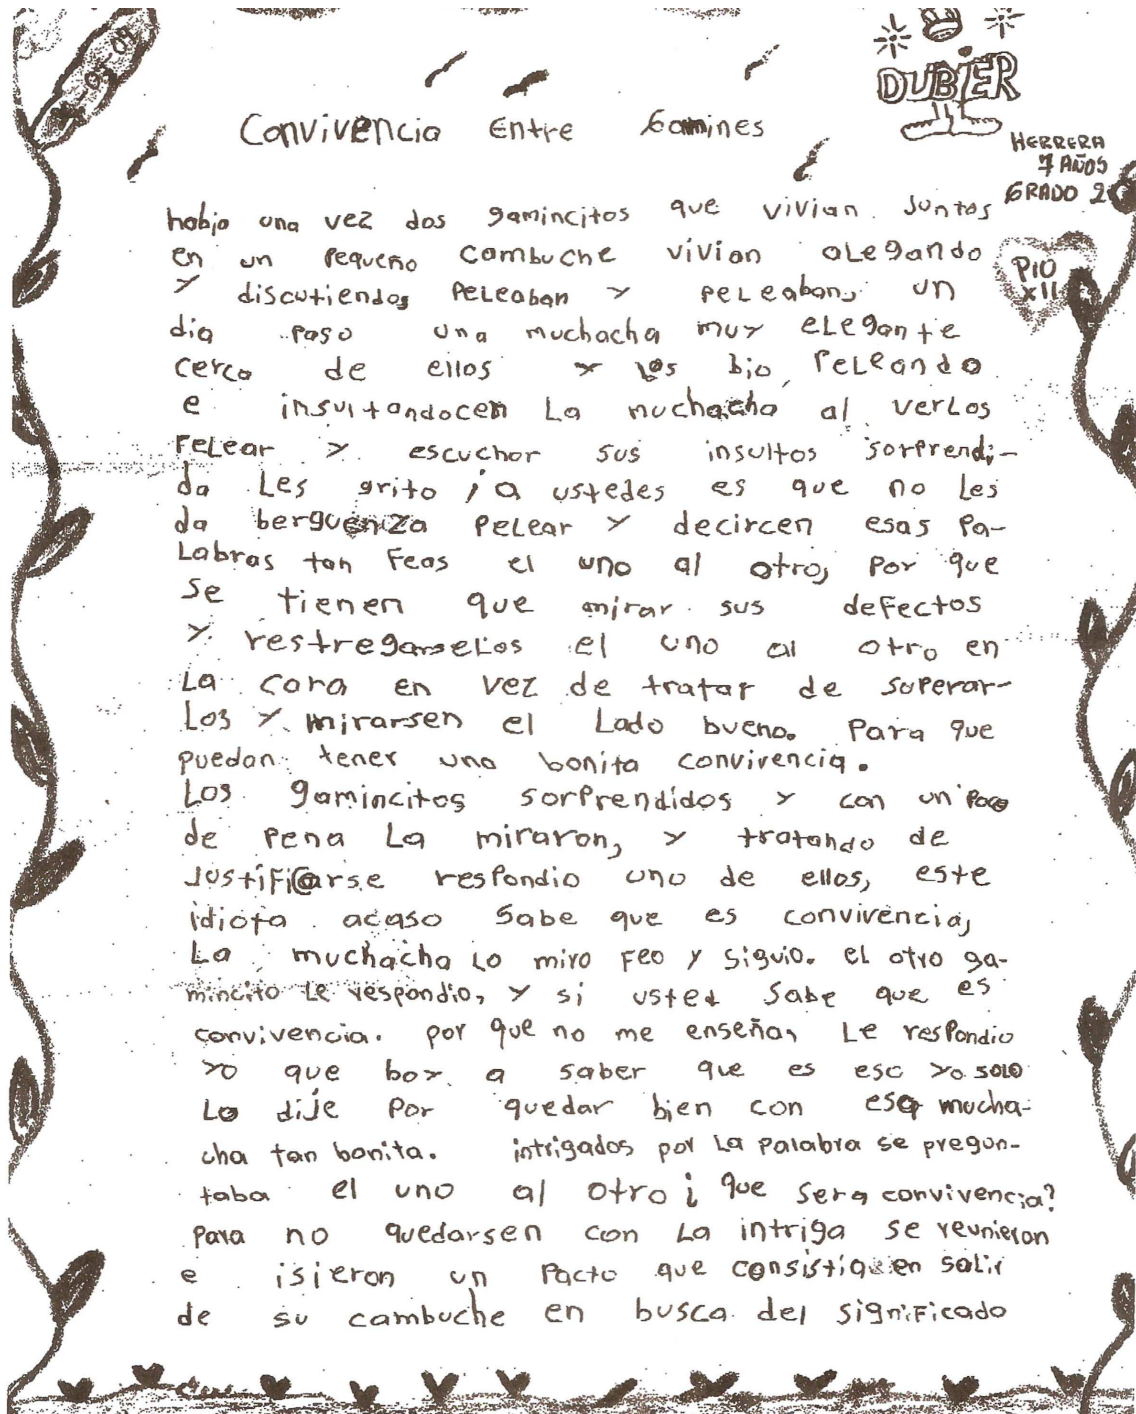 DUBIER
Convivencia Entre Gamines
HERRERA
7 AÑOS
GRADO 2
PIO
XII
habia una vez dos gamincitos que vivian juntos
en un pequeño cambuche vivian alegando
y discutiendo, peleaban y peleaban, un
dia paso una muchacha muy elegante
cerca de ellos y los bio peleando
e insultandocen La muchacha al verLos
PeLear y escuchar sus insultos sorprendi-
da Les grito ¡a ustedes es que no Les
da berguenza peLear y decircen esas Pa-
Labras tan Feas el uno al otro, por que
se tienen que mirar sus defectos
y restregarseLos el uno al otro en
La cara en vez de tratar de superar-
Los y mirarsen el Lado bueno. Para que
puedan tener una bonita convivencia.
Los gamincitos sorprendidos y con un poco
de pena La miraron, y tratando de
Justificarse respondio uno de ellos, este
idiota acaso sabe que es convivencia,
La muchacha Lo miro Feo y siguio. el otro ga-
mincito Le respondio, y si usted sabe que es
convivencia. por que no me enseña, Le respondio
yo que boy a saber que es eso yo solo
Lo dije por quedar bien con esa mucha-
cha tan bonita. intrigados por La palabra se pregun-
taba el uno al otro ¿ que sera convivencia?
para no quedarsen con La intriga se reunieron
e isieron un Pacto que consistia en salir
de su cambuche en busca del significado